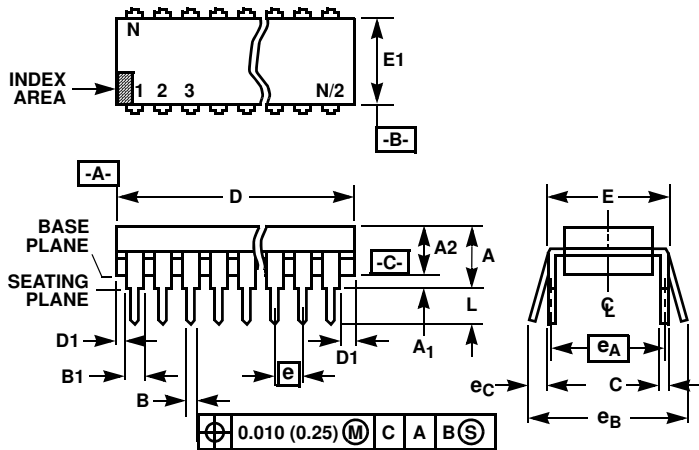 N
E1
INDEX
AREA
1 2 3 N/2
-B-
-A-
D
E
BASE
PLANE
A2
A
-C-
SEATING
PLANE
L
C
L
D1
A1
D1
eA
B1
e
eC
C
B
eB
0.010 (0.25) M C A B S